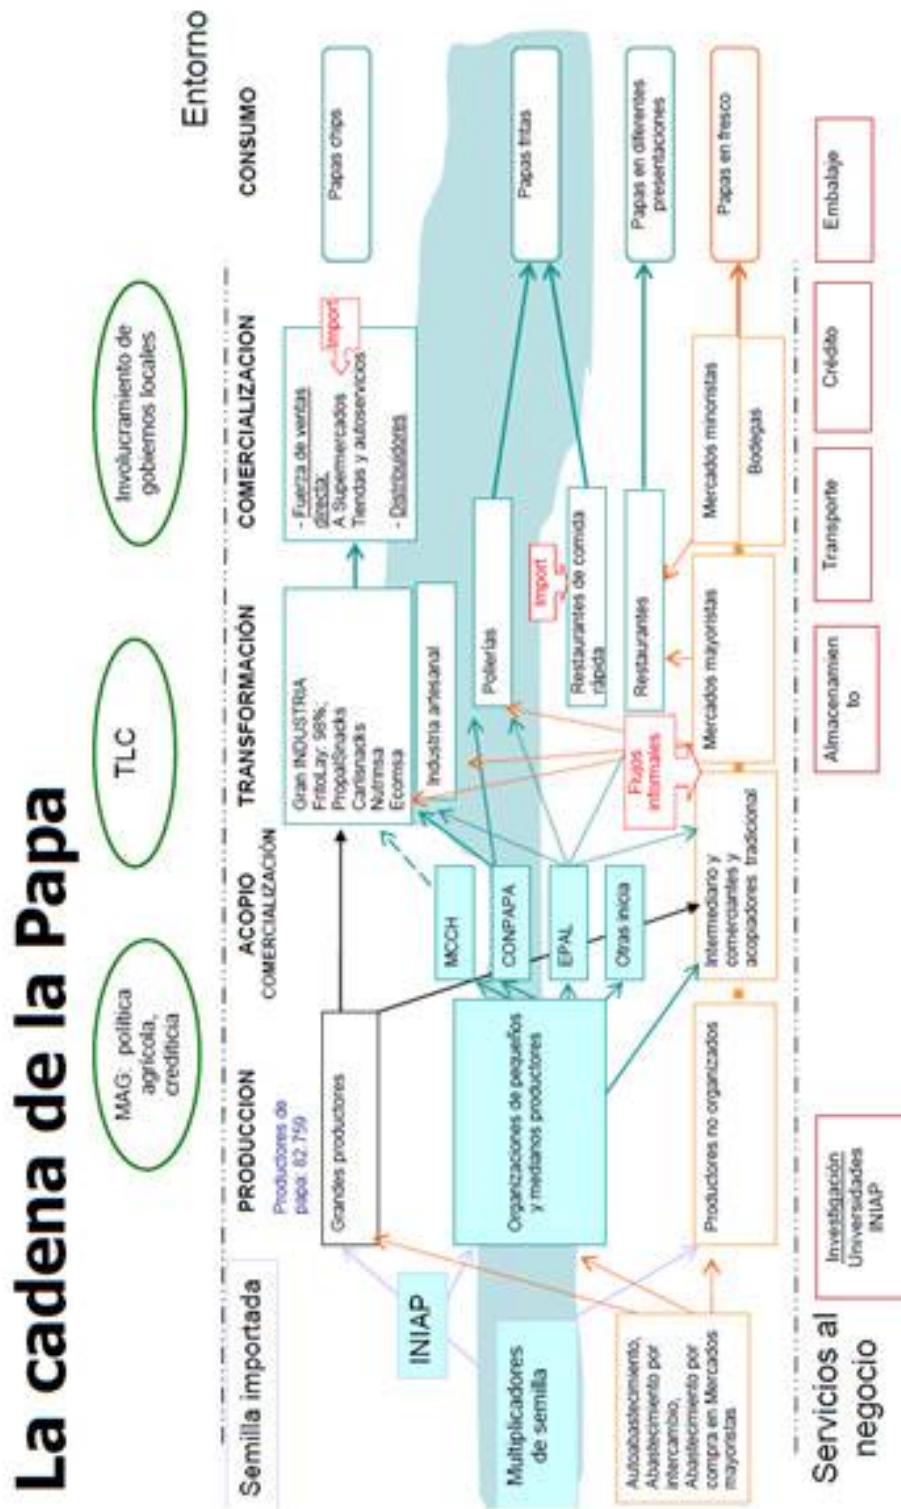 La cadena de la Papa
MAG: política
agrícola,
crediticia
TLC
Involucramiento de
gobiernos locales
Entorno
PRODUCCION
ACOPIO
COMERCIALIZACIÓN
TRANSFORMACIÓN
COMERCIALIZACION
CONSUMO
Semilla importada
Productores de
papa: 82.759
Grandes productores
Gran INDUSTRIA
FritoLay: 98%,
PropalSnacks
Carlisnacks
Nutrinsa
Ecomsa
- Fuerza de ventas
directa,
A Supermercados
Tiendas y autoservicios
- Distribuidores
Import
Papas chips
INIAP
MCCH
Industria artesanal
Multiplicadores
de semilla
Organizaciones de pequeños
y medianos productores
CONPAPA
EPAL
Otras inicia
Pollerías
Papas fritas
Import
Restaurantes de comida
rápida
Flujos
informales
Restaurantes
Papas en diferentes
presentaciones
Autoabastecimiento,
Abastecimiento por
intercambio,
Abastecimiento por
compra en Mercados
mayoristas
Productores no organizados
Intermediario y
comerciantes y
acopiadores tradicional
Mercados mayoristas
Mercados minoristas
Bodegas
Papas en fresco
Servicios al
negocio
Investigación
Universidades
INIAP
Almacenamien
to
Transporte
Crédito
Embalaje